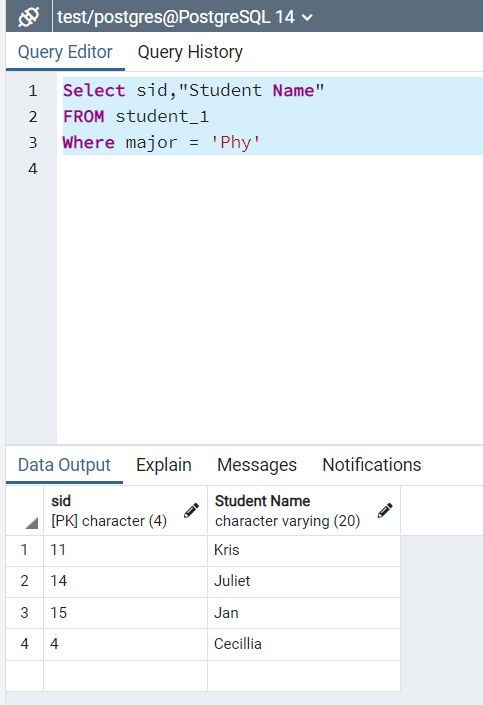 test/postgres@PostgreSQL 14
Query Editor Query History
1 Select sid,"Student Name"
2 FROM student_1
3 Where major = 'Phy'
4
Data Output Explain Messages Notifications
sid Student Name
[PK] character (4) character varying (20)
1 11 Kris
2 14 Juliet
3 15 Jan
4 4 Cecillia